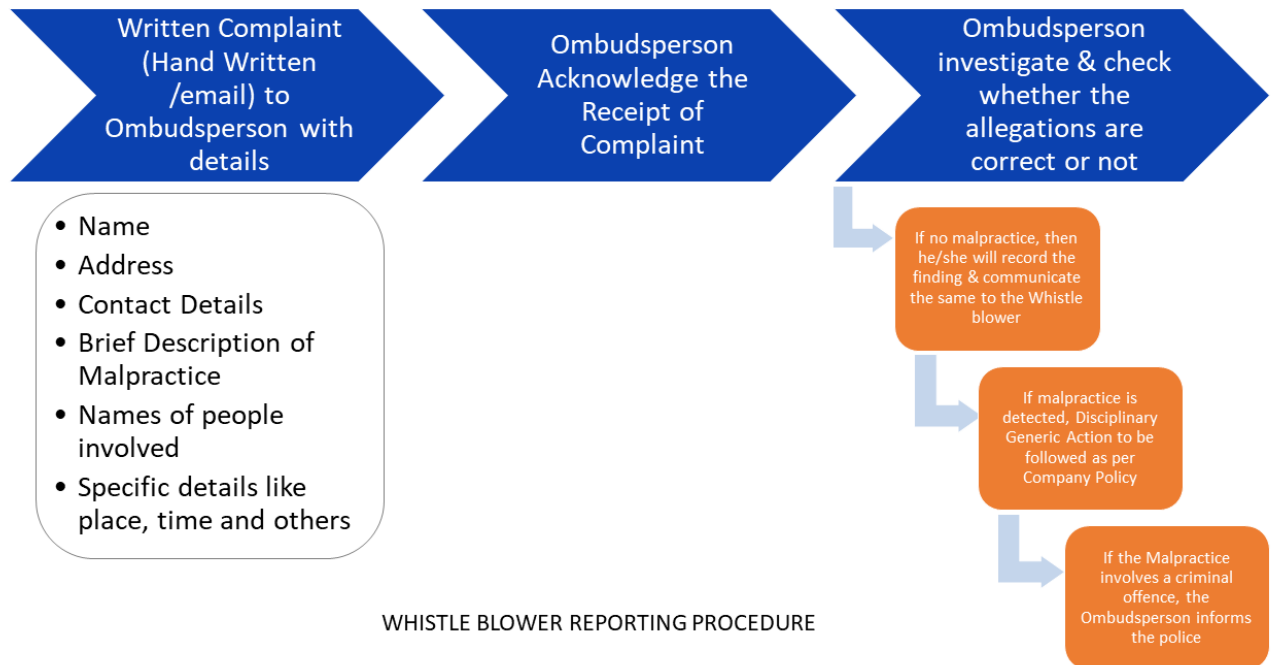 Written Complaint
(Hand Written
/email) to
Ombudsperson with
details
Ombudsperson
Acknowledge the
Receipt of
Complaint
Ombudsperson
investigate & check
whether the
allegations are
correct or not
• Name
• Address
• Contact Details
• Brief Description of
Malpractice
• Names of people
involved
• Specific details like
place, time and others
If no malpractice, then
he/she will record the
finding & communicate
the same to the Whistle
blower
If malpractice is
detected, Disciplinary
Generic Action to be
followed as per
Company Policy
If the Malpractice
involves a criminal
offence, the
Ombudsperson informs
the police
WHISTLE BLOWER REPORTING PROCEDURE